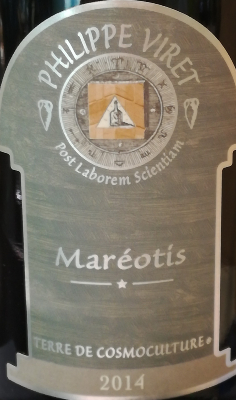 PHILIPPE VIRET
Post Laborem Scientiam
Maréotis
TERRE DE COSMOCULTURE
2014